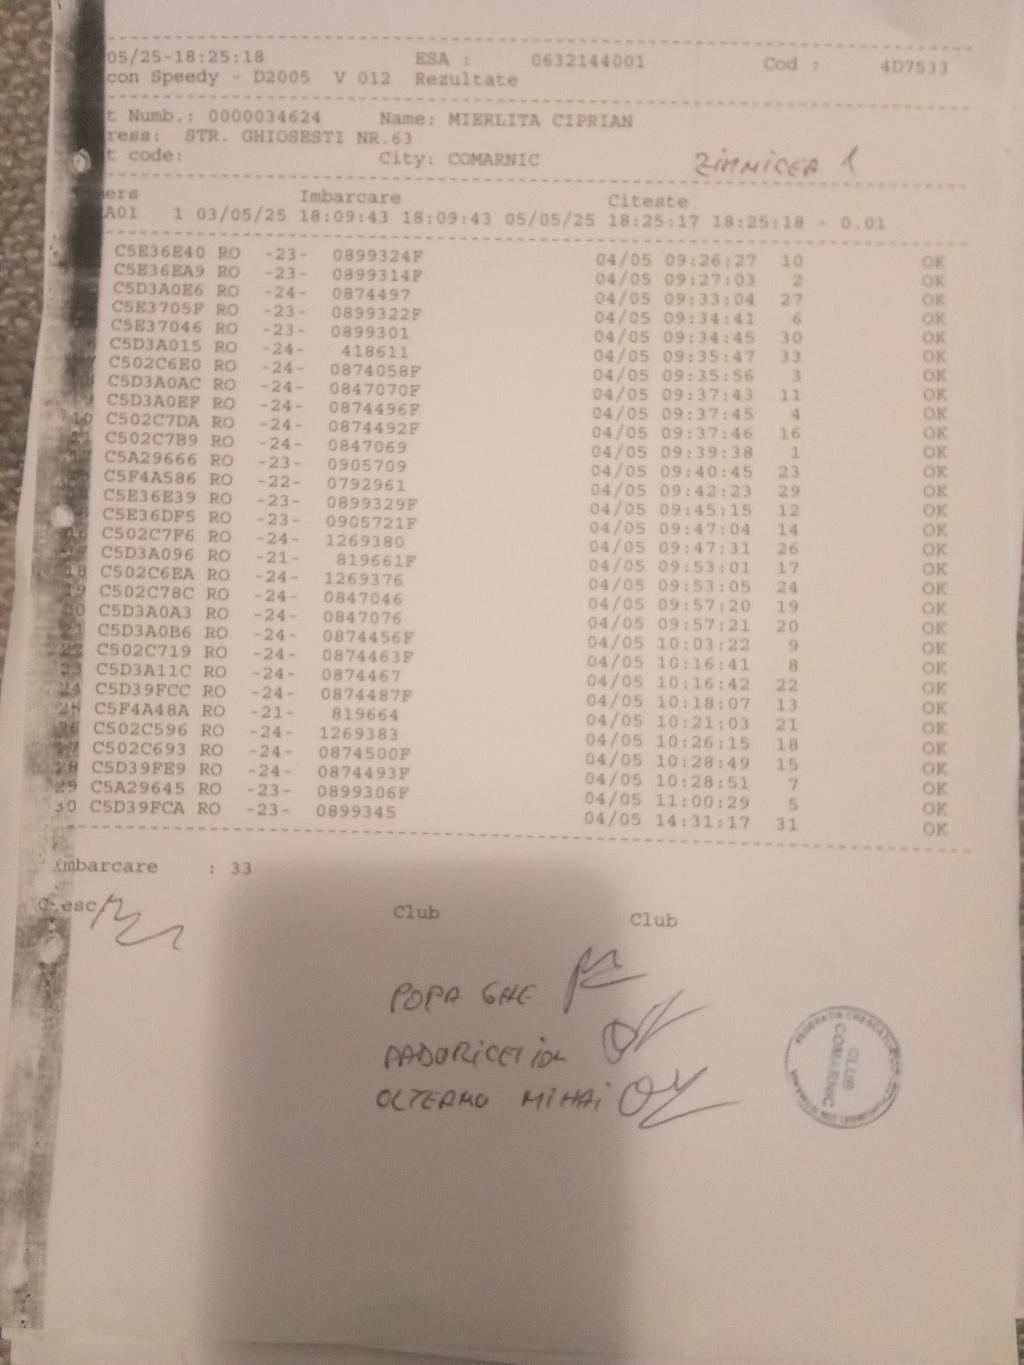 05/25-18:25:18 ESA : 0632144001 Cod : 4D7533
con Speedy - D2005 V 012 Rezultate
t Numb.: 0000034624 Name: MIERLITA CIPRIAN
ress: STR. GHIOSESTI NR.63
t code: City: COMARNIC ZIMNICEA 1
ers Imbarcare Citeste
A01 1 03/05/25 18:09:43 18:09:43 05/05/25 18:25:17 18:25:18 - 0.01
C5E36E40 RO -23- 0899324F 04/05 09:26:27 10 OK
C5E36EA9 RO -23- 0899314F 04/05 09:27:03 2 OK
C5D3A0E6 RO -24- 0874497 04/05 09:33:04 27 OK
C5E3705F RO -23- 0899322F 04/05 09:34:41 6 OK
C5E37046 RO -23- 0899301 04/05 09:34:45 30 OK
C5D3A015 RO -24- 418611 04/05 09:35:47 33 OK
C502C6E0 RO -24- 0874058F 04/05 09:35:56 3 OK
C5D3A0AC RO -24- 0847070F 04/05 09:37:43 11 OK
C5D3A0EF RO -24- 0874496F 04/05 09:37:45 4 OK
10 C502C7DA RO -24- 0874492F 04/05 09:37:46 16 OK
C502C7B9 RO -24- 0847069 04/05 09:39:38 1 OK
C5A29666 RO -23- 0905709 04/05 09:40:45 23 OK
C5F4A586 RO -22- 0792961 04/05 09:42:23 29 OK
C5E36E39 RO -23- 0899329F 04/05 09:45:15 12 OK
C5E36DF5 RO -23- 0905721F 04/05 09:47:04 14 OK
C502C7F6 RO -24- 1269380 04/05 09:47:31 26 OK
C5D3A096 RO -21- 819661F 04/05 09:53:01 17 OK
18 C502C6EA RO -24- 1269376 04/05 09:53:05 24 OK
19 C502C78C RO -24- 0847046 04/05 09:57:20 19 OK
20 C5D3A0A3 RO -24- 0847076 04/05 09:57:21 20 OK
21 C5D3A0B6 RO -24- 0874456F 04/05 10:03:22 9 OK
22 C502C719 RO -24- 0874463F 04/05 10:16:41 8 OK
23 C5D3A11C RO -24- 0874467 04/05 10:16:42 22 OK
24 C5D39FCC RO -24- 0874487F 04/05 10:18:07 13 OK
25 C5F4A48A RO -21- 819664 04/05 10:21:03 21 OK
26 C502C596 RO -24- 1269383 04/05 10:26:15 18 OK
27 C502C693 RO -24- 0874500F 04/05 10:28:49 15 OK
28 C5D39FE9 RO -24- 0874493F 04/05 10:28:51 7 OK
29 C5A29645 RO -23- 0899306F 04/05 11:00:29 5 OK
30 C5D39FCA RO -23- 0899345 04/05 14:31:17 31 OK
Imbarcare : 33
Club Club
POPA GHE
PADURICET ION
OLTEANU MIHAI
CLUB
COMARNIC